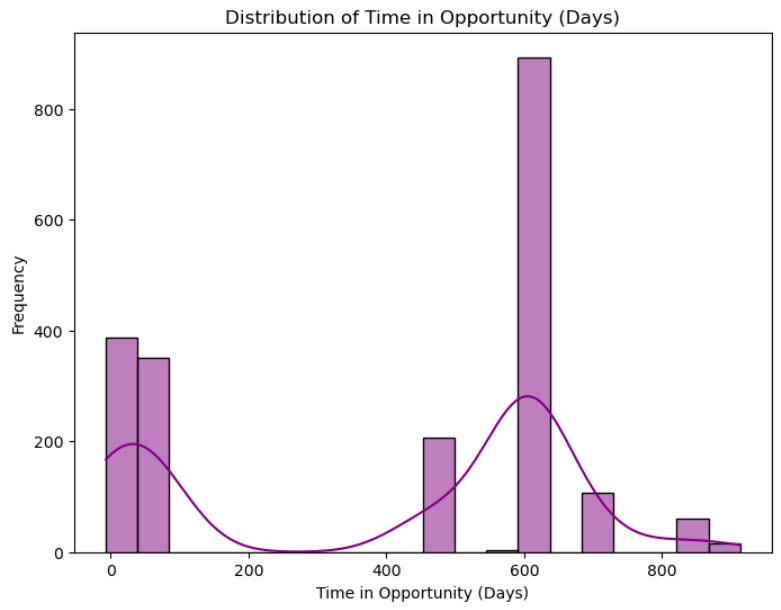 Distribution of Time in Opportunity (Days)
800
600
400
200
0
Frequency
0 200 400 600 800
Time in Opportunity (Days)